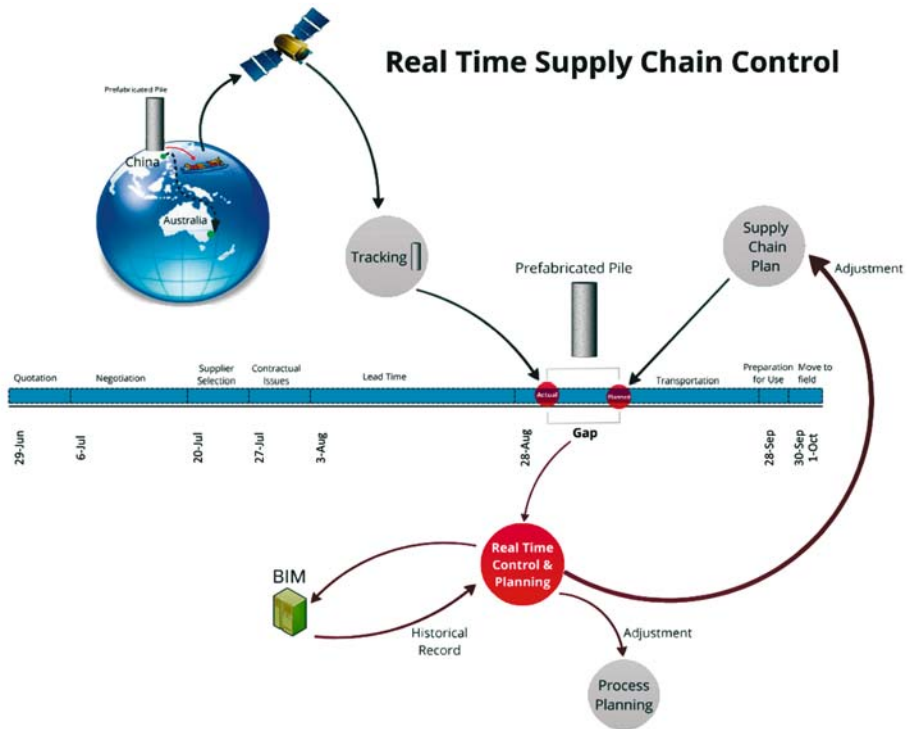 Real Time Supply Chain Control
Prefabricated Pile
China
Australia
Tracking
Supply
Chain
Plan
Adjustment
Prefabricated Pile
Quotation
Negotiation
Supplier
Selection
Contractual
Issues
Lead Time
Transportation
Preparation
for Use
Move to
field
Actual
Planned
Gap
29-Jun
6-Jul
20-Jul
27-Jul
3-Aug
28-Aug
28-Sep
30-Sep
1-Oct
Real Time
Control &
Planning
BIM
Historical
Record
Adjustment
Process
Planning